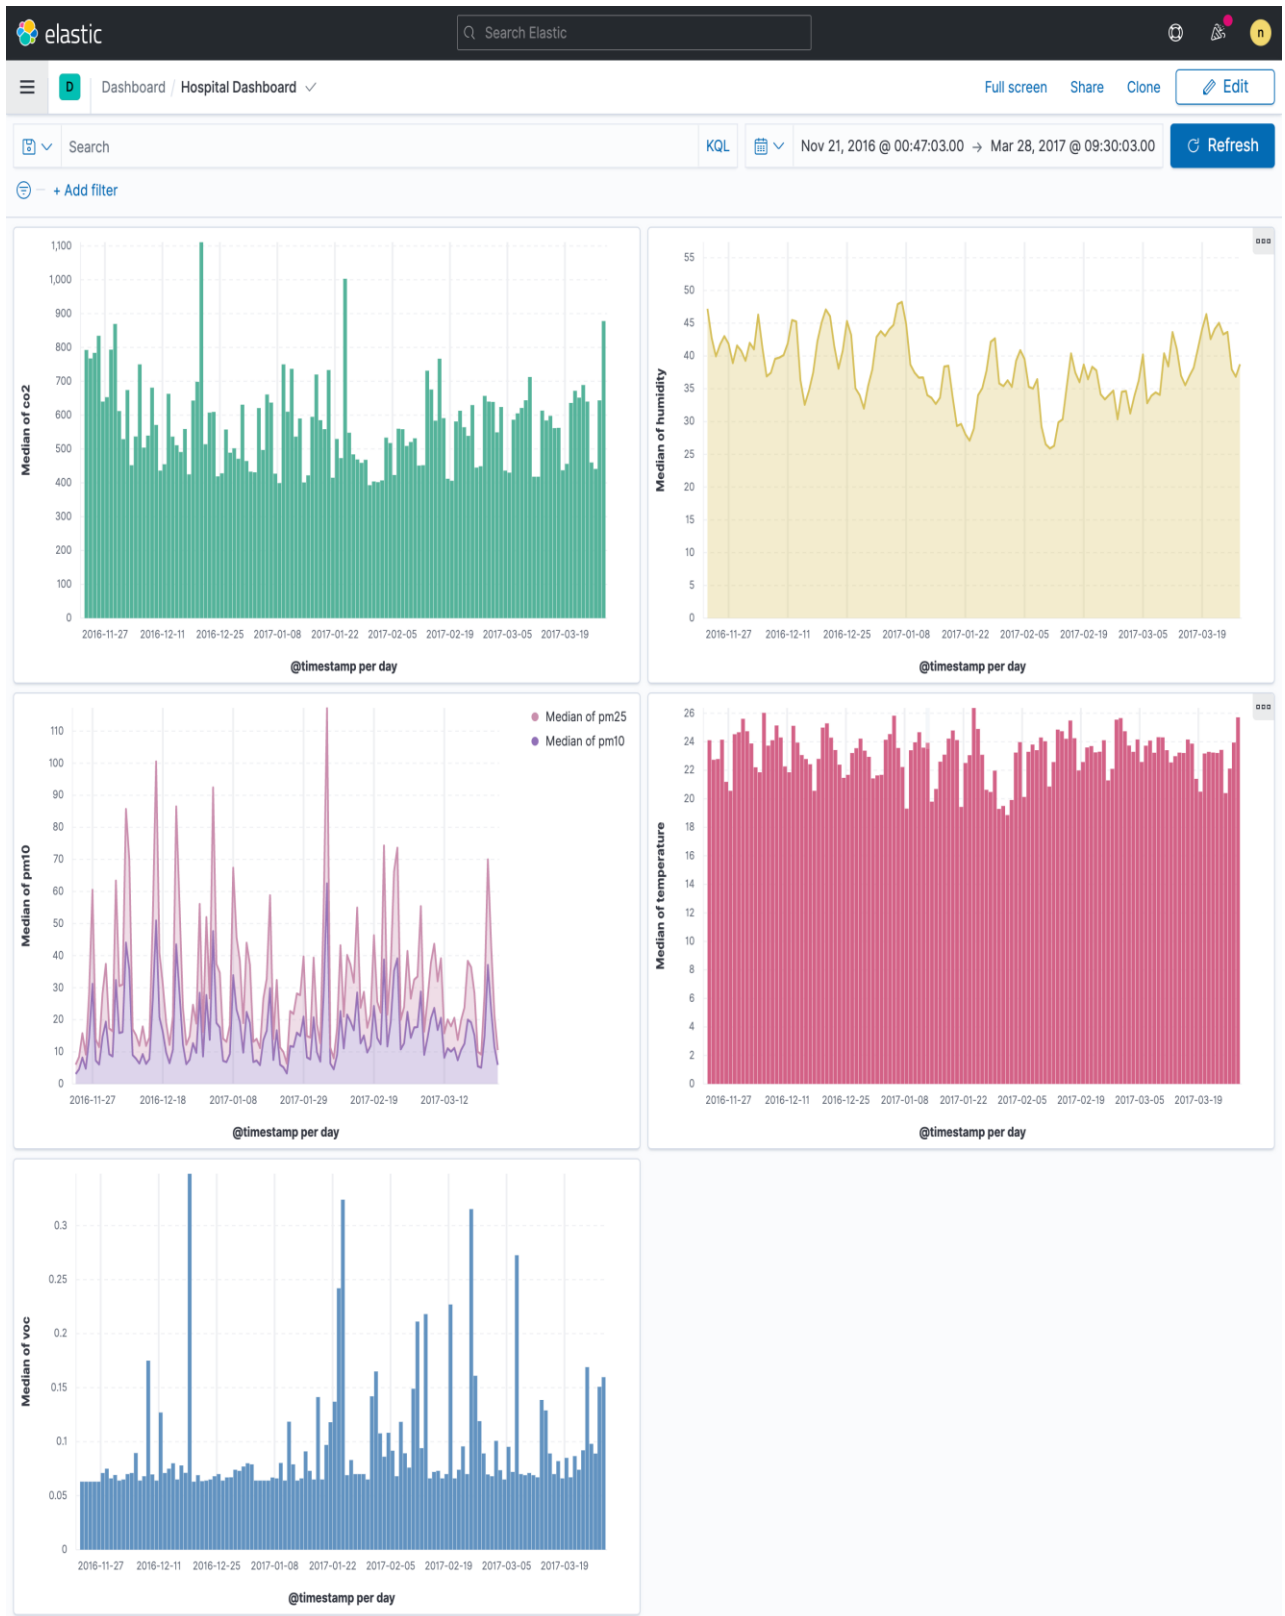 elastic
Search Elastic
n
D
Dashboard / Hospital Dashboard
Full screen
Share
Clone
Edit
Search
KQL
Nov 21, 2016 @ 00:47:03.00 → Mar 28, 2017 @ 09:30:03.00
Refresh
+ Add filter
1,100
1,000
900
800
700
600
500
400
300
200
100
0
Median of co2
2016-11-27 2016-12-11 2016-12-25 2017-01-08 2017-01-22 2017-02-05 2017-02-19 2017-03-05 2017-03-19
@timestamp per day
55
50
45
40
35
30
25
20
15
10
5
0
Median of humidity
2016-11-27 2016-12-11 2016-12-25 2017-01-08 2017-01-22 2017-02-05 2017-02-19 2017-03-05 2017-03-19
@timestamp per day
Median of pm25
Median of pm10
110
100
90
80
70
60
50
40
30
20
10
0
Median of pm10
2016-11-27 2016-12-18 2017-01-08 2017-01-29 2017-02-19 2017-03-12
@timestamp per day
26
24
22
20
18
16
14
12
10
8
6
4
2
0
Median of temperature
2016-11-27 2016-12-11 2016-12-25 2017-01-08 2017-01-22 2017-02-05 2017-02-19 2017-03-05 2017-03-19
@timestamp per day
0.3
0.25
0.2
0.15
0.1
0.05
0
Median of voc
2016-11-27 2016-12-11 2016-12-25 2017-01-08 2017-01-22 2017-02-05 2017-02-19 2017-03-05 2017-03-19
@timestamp per day